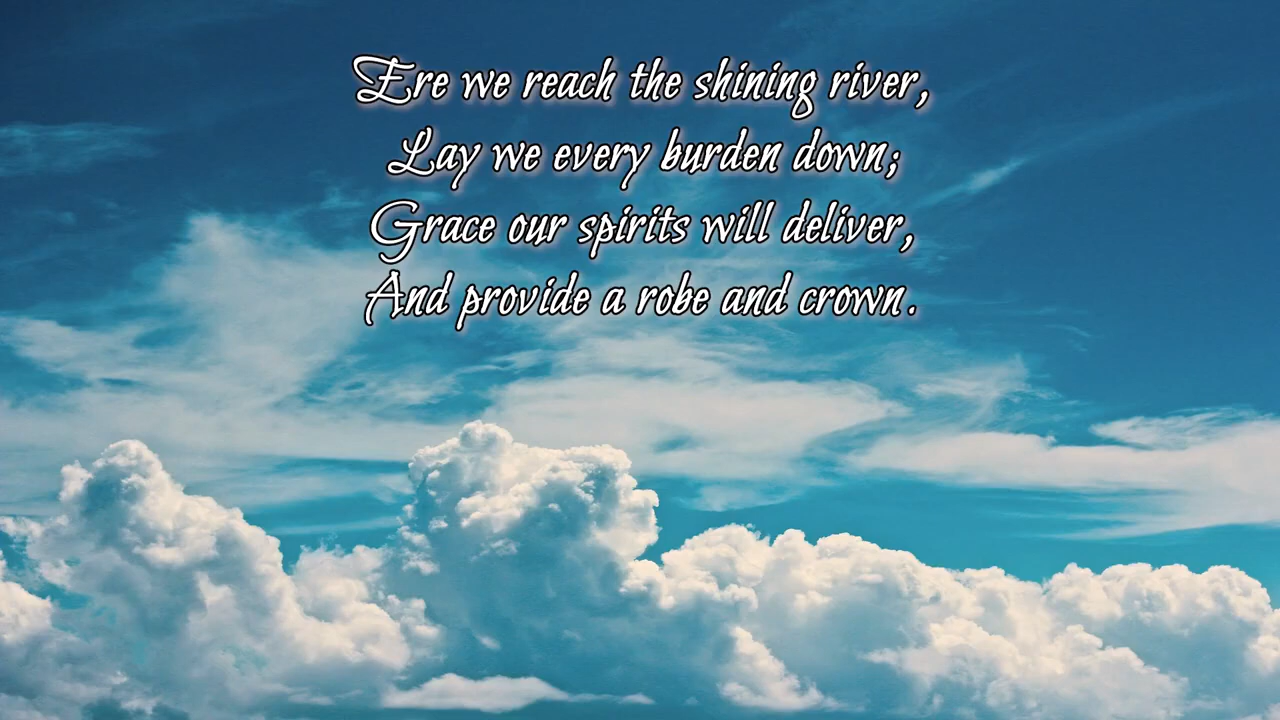 Ere we reach the shining river,
Lay we every burden down;
Grace our spirits will deliver,
And provide a robe and crown.